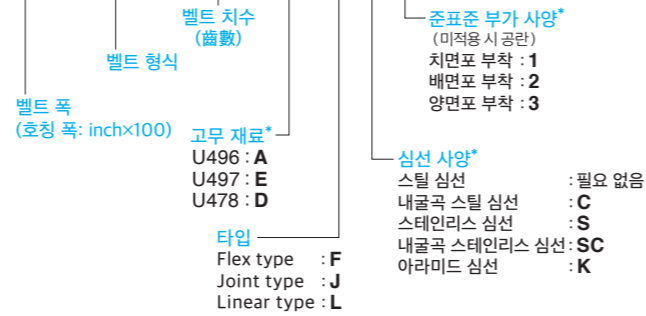 벨트 치수
(齒數)
벨트 형식
벨트 폭
(호칭 폭: inch×100)
고무 재료*
U496 : A
U497 : E
U478 : D
타입
Flex type : F
Joint type : J
Linear type : L
준표준 부가 사양*
(미적용 시 공란)
치면포 부착 : 1
배면포 부착 : 2
양면포 부착 : 3
심선 사양*
스틸 심선 : 필요 없음
내굴곡 스틸 심선 : C
스테인리스 심선 : S
내굴곡 스테인리스 심선 : SC
아라미드 심선 : K